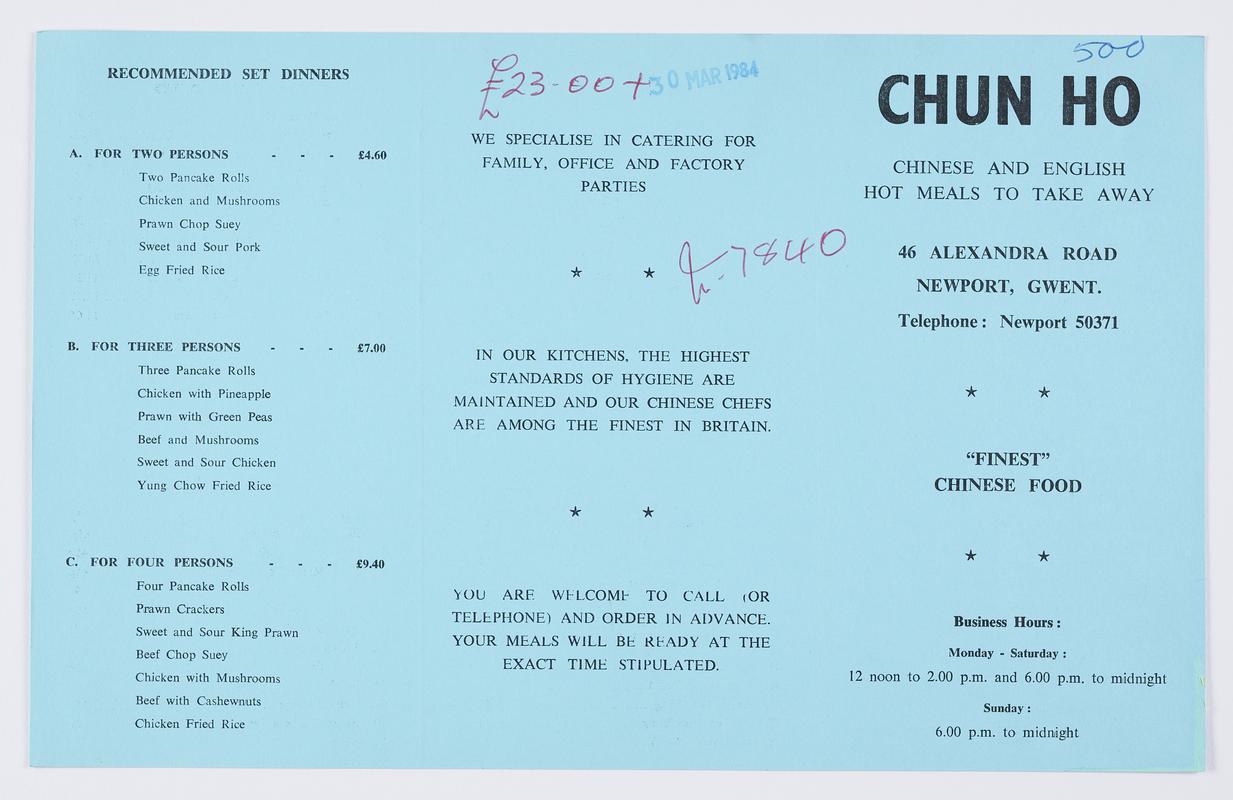 RECOMMENDED SET DINNERS
A. FOR TWO PERSONS - - - £4.60
Two Pancake Rolls
Chicken and Mushrooms
Prawn Chop Suey
Sweet and Sour Pork
Egg Fried Rice
B. FOR THREE PERSONS - - - £7.00
Three Pancake Rolls
Chicken with Pineapple
Prawn with Green Peas
Beef and Mushrooms
Sweet and Sour Chicken
Yung Chow Fried Rice
C. FOR FOUR PERSONS - - - £9.40
Four Pancake Rolls
Prawn Crackers
Sweet and Sour King Prawn
Beef Chop Suey
Chicken with Mushrooms
Beef with Cashewnuts
Chicken Fried Rice
£23-00+
30 MAR 1984
WE SPECIALISE IN CATERING FOR
FAMILY, OFFICE AND FACTORY
PARTIES
7840
IN OUR KITCHENS, THE HIGHEST
STANDARDS OF HYGIENE ARE
MAINTAINED AND OUR CHINESE CHEFS
ARE AMONG THE FINEST IN BRITAIN.
YOU ARE WELCOME TO CALL (OR
TELEPHONE) AND ORDER IN ADVANCE.
YOUR MEALS WILL BE READY AT THE
EXACT TIME STIPULATED.
500
CHUN HO
CHINESE AND ENGLISH
HOT MEALS TO TAKE AWAY
46 ALEXANDRA ROAD
NEWPORT, GWENT.
Telephone: Newport 50371
"FINEST"
CHINESE FOOD
Business Hours:
Monday - Saturday:
12 noon to 2.00 p.m. and 6.00 p.m. to midnight
Sunday:
6.00 p.m. to midnight